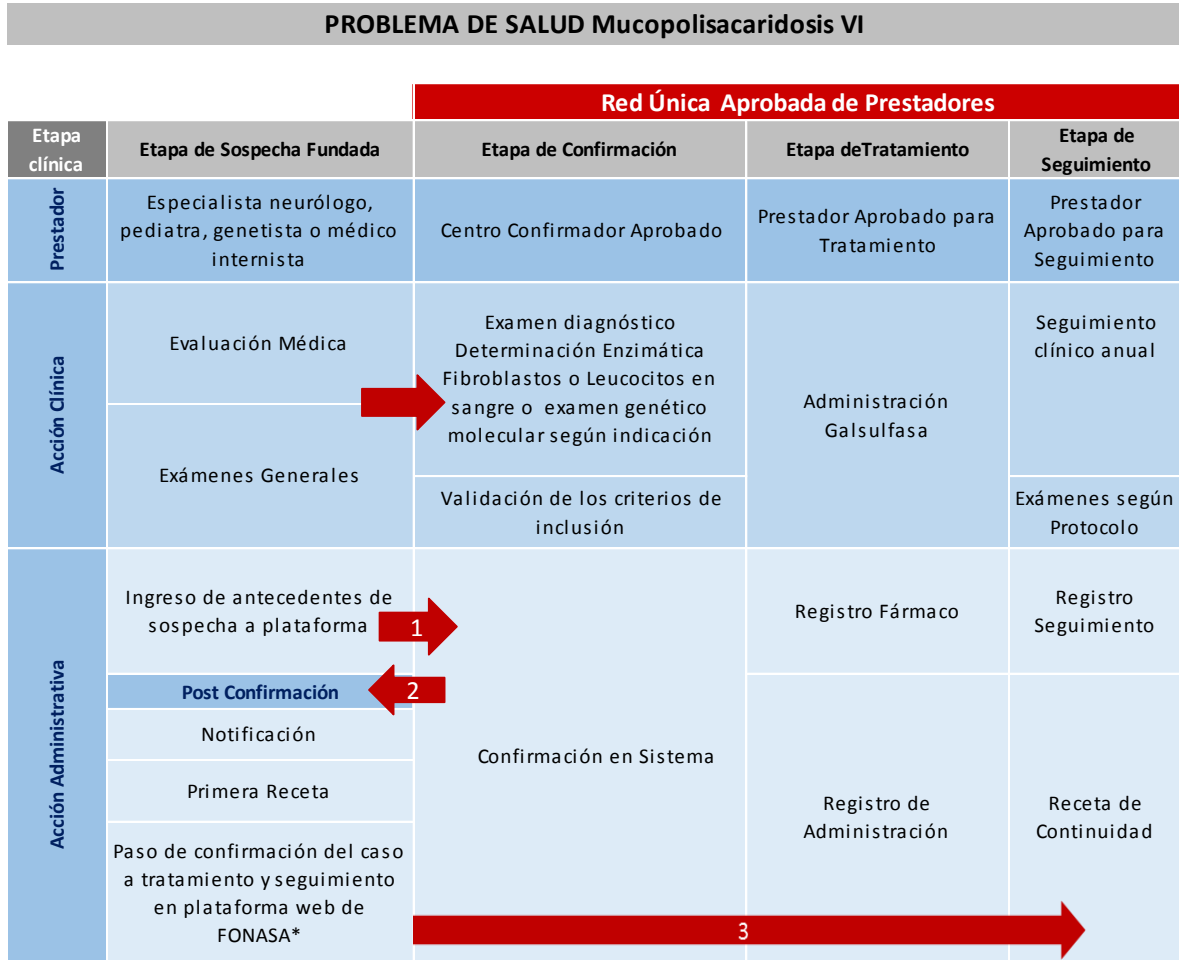 PROBLEMA DE SALUD Mucopolisacaridosis VI
Red Única Aprobada de Prestadores
Etapa
clínica
Etapa de Sospecha Fundada
Etapa de Confirmación
Etapa deTratamiento
Etapa de
Seguimiento
Prestador
Especialista neurólogo,
pediatra, genetista o médico
internista
Centro Confirmador Aprobado
Prestador Aprobado para
Tratamiento
Prestador
Aprobado para
Seguimiento
Acción Clínica
Evaluación Médica
Exámenes Generales
Examen diagnóstico
Determinación Enzimática
Fibroblastos o Leucocitos en
sangre o examen genético
molecular según indicación
Validación de los criterios de
inclusión
Administración
Galsulfasa
Seguimiento
clínico anual
Exámenes según
Protocolo
Acción Administrativa
Ingreso de antecedentes de
sospecha a plataforma
1
Post Confirmación
2
Notificación
Primera Receta
Paso de confirmación del caso
a tratamiento y seguimiento
en plataforma web de
FONASA*
Confirmación en Sistema
Registro Fármaco
Registro de
Administración
Registro
Seguimiento
Receta de
Continuidad
3